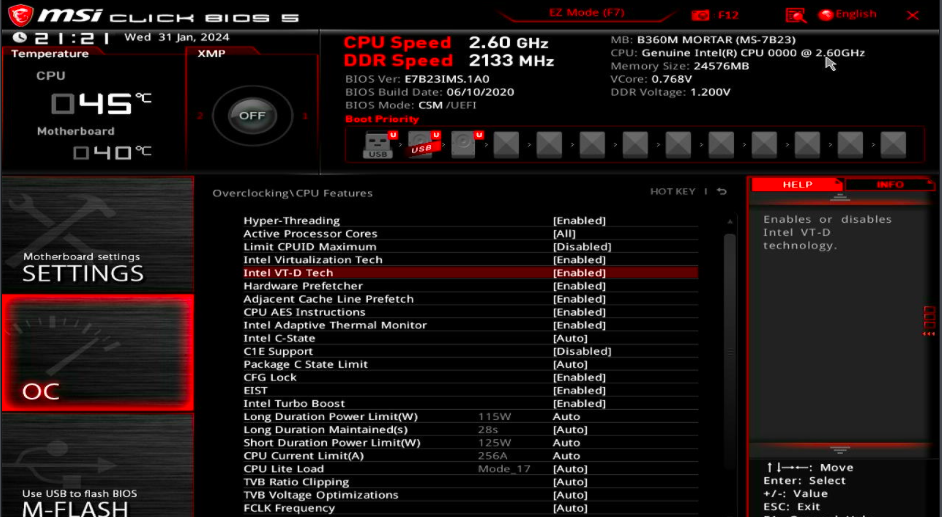 msi CLICK BIOS 5
EZ Mode (F7)
F12
English
X
21:21 Wed 31 Jan, 2024
Temperature
CPU
45°C
Motherboard
40°C
XMP
2 OFF 1
CPU Speed 2.60 GHz
DDR Speed 2133 MHz
BIOS Ver: E7B23IMS.1A0
BIOS Build Date: 06/10/2020
BIOS Mode: CSM /UEFI
MB: B360M MORTAR (MS-7B23)
CPU: Genuine Intel(R) CPU 0000 @ 2.60GHz
Memory Size: 24576MB
VCore: 0.768V
DDR Voltage: 1.200V
Boot Priority
U U U
USB USB
Motherboard settings
SETTINGS
OC
Use USB to flash BIOS
M-FLASH
Overclocking\CPU Features
HOT KEY |
Hyper-Threading [Enabled]
Active Processor Cores [All]
Limit CPUID Maximum [Disabled]
Intel Virtualization Tech [Enabled]
Intel VT-D Tech [Enabled]
Hardware Prefetcher [Enabled]
Adjacent Cache Line Prefetch [Enabled]
CPU AES Instructions [Enabled]
Intel Adaptive Thermal Monitor [Enabled]
Intel C-State [Auto]
C1E Support [Disabled]
Package C State Limit [Auto]
CFG Lock [Enabled]
EIST [Enabled]
Intel Turbo Boost [Enabled]
Long Duration Power Limit(W) 115W Auto
Long Duration Maintained(s) 28s [Auto]
Short Duration Power Limit(W) 125W Auto
CPU Current Limit(A) 256A Auto
CPU Lite Load Mode_17 [Auto]
TVB Ratio Clipping [Auto]
TVB Voltage Optimizations [Auto]
FCLK Frequency [Auto]
HELP
INFO
Enables or disables
Intel VT-D
technology.
↑↓→←: Move
Enter: Select
+/-: Value
ESC: Exit